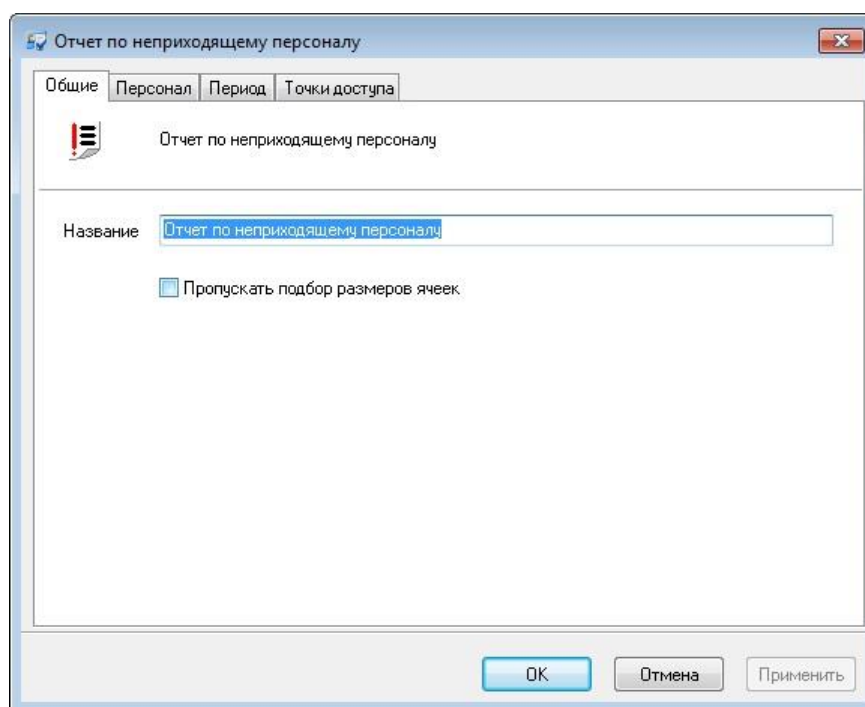 Отчет по неприходящему персоналу
Общие Персонал Период Точки доступа
Отчет по неприходящему персоналу
Название Отчет по неприходящему персоналу
Пропускать подбор размеров ячеек
OK Отмена Применить